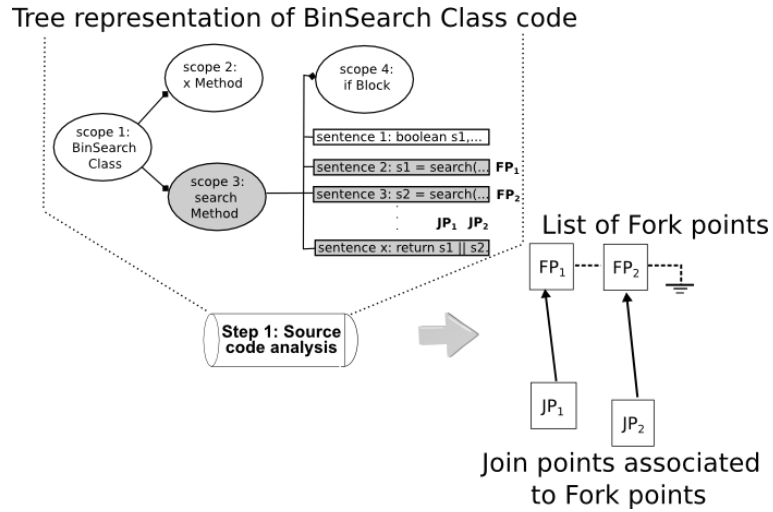 Tree representation of BinSearch Class code
scope 2:
x Method
scope 4:
if Block
scope 1:
BinSearch
Class
sentence 1: boolean s1,...
sentence 2: s1 = search(... FP₁
scope 3:
search
Method
sentence 3: s2 = search(... FP₂
JP₁ JP₂
sentence x: return s1 || s2.
List of Fork points
FP₁
FP₂
Step 1: Source
code analysis
JP₁
JP₂
Join points associated
to Fork points